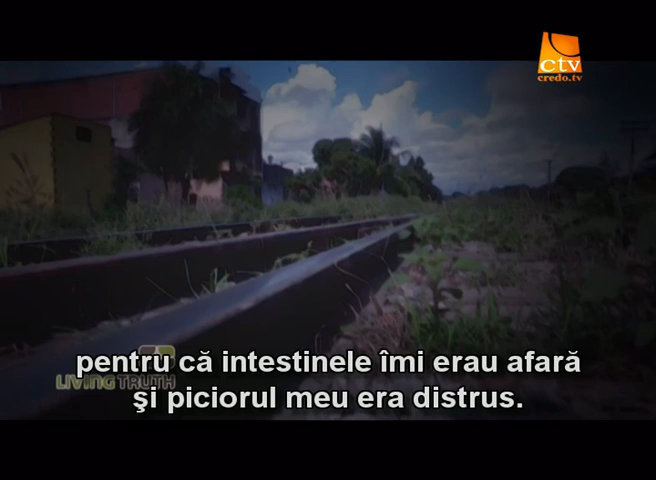 ctv
credo.tv
pentru că intestinele îmi erau afară
LIVING TRUTH
şi piciorul meu era distrus.